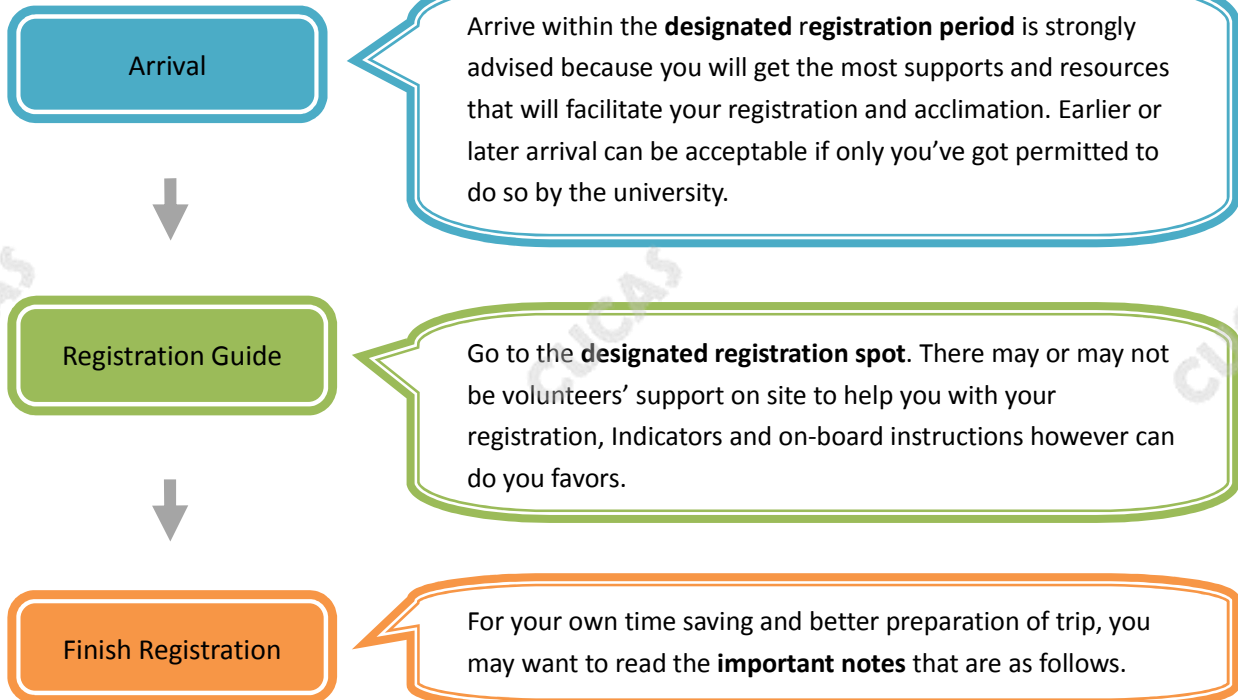 Arrival
Arrive within the designated registration period is strongly
advised because you will get the most supports and resources
that will facilitate your registration and acclimation. Earlier or
later arrival can be acceptable if only you’ve got permitted to
do so by the university.
CUCAS
Registration Guide
Go to the designated registration spot. There may or may not
be volunteers’ support on site to help you with your
registration, Indicators and on-board instructions however can
do you favors.
Finish Registration
For your own time saving and better preparation of trip, you
may want to read the important notes that are as follows.